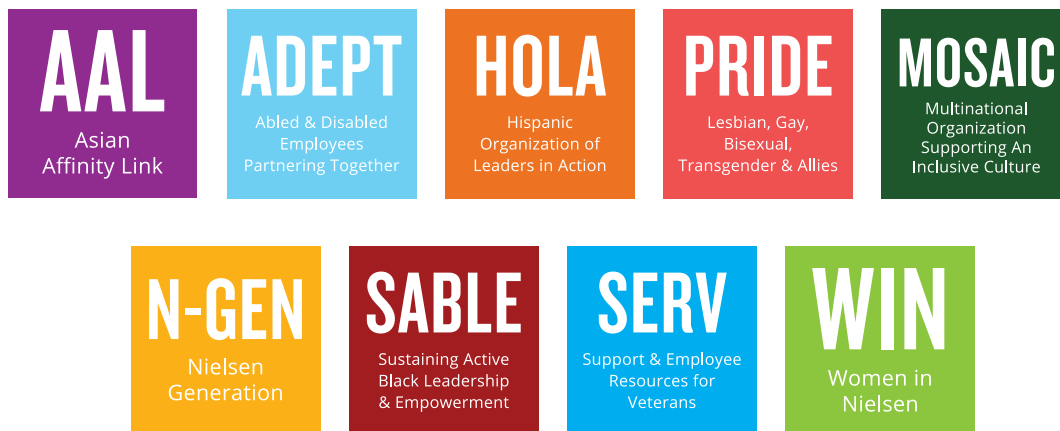 AAL
Asian
Affinity Link
ADEPT
Abled & Disabled
Employees
Partnering Together
HOLA
Hispanic
Organization of
Leaders in Action
PRIDE
Lesbian, Gay,
Bisexual,
Transgender & Allies
MOSAIC
Multinational
Organization
Supporting An
Inclusive Culture
N-GEN
Nielsen
Generation
SABLE
Sustaining Active
Black Leadership
& Empowerment
SERV
Support & Employee
Resources for
Veterans
WIN
Women in
Nielsen